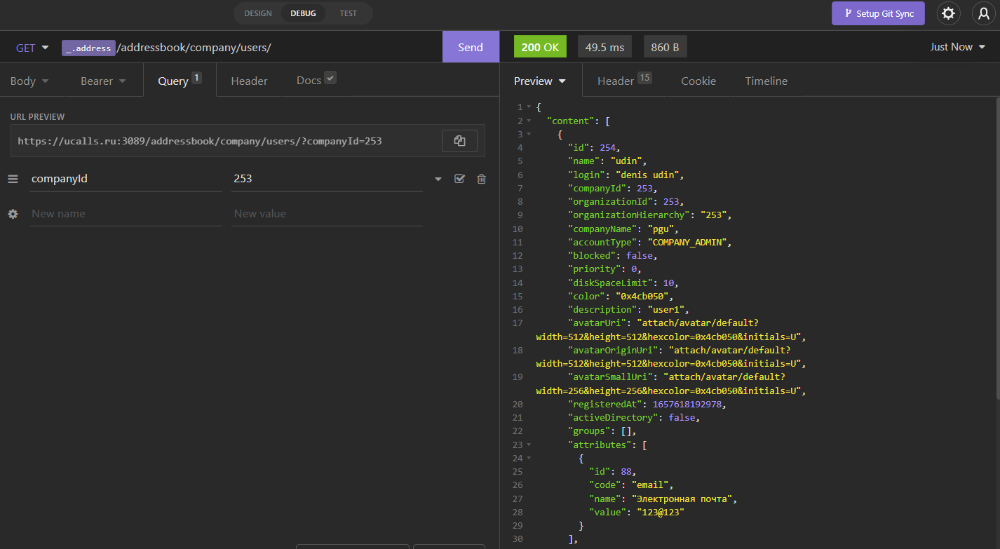 DESIGN DEBUG TEST
Setup Git Sync
GET _.address /addressbook/company/users/ Send
200 OK 49.5 ms 860 B Just Now
Body Bearer Query 1 Header Docs
Preview Header 15 Cookie Timeline
URL PREVIEW
https://ucalls.ru:3089/addressbook/company/users/?companyId=253
companyId 253
New name New value
1 {
2 "content": [
3 {
4 "id": 254,
5 "name": "udin",
6 "login": "denis udin",
7 "companyId": 253,
8 "organizationId": 253,
9 "organizationHierarchy": "253",
10 "companyName": "pgu",
11 "accountType": "COMPANY_ADMIN",
12 "blocked": false,
13 "priority": 0,
14 "diskSpaceLimit": 10,
15 "color": "0x4cb050",
16 "description": "user1",
17 "avatarUri": "attach/avatar/default?
width=512&height=512&hexcolor=0x4cb050&initials=U",
18 "avatarOriginUri": "attach/avatar/default?
width=512&height=512&hexcolor=0x4cb050&initials=U",
19 "avatarSmallUri": "attach/avatar/default?
width=256&height=256&hexcolor=0x4cb050&initials=U",
20 "registeredAt": 1657618192978,
21 "activeDirectory": false,
22 "groups": [],
23 "attributes": [
24 {
25 "id": 88,
26 "code": "email",
27 "name": "Электронная почта",
28 "value": "123@123"
29 }
30 ],